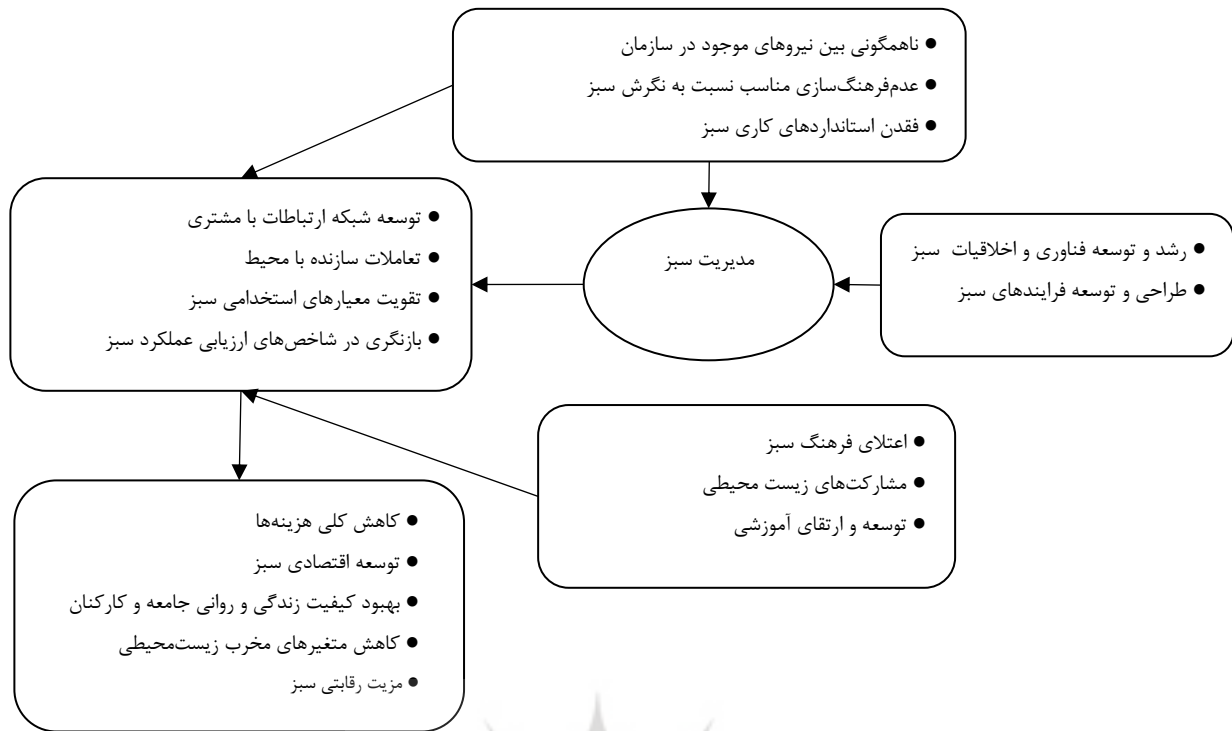 ● ناهمگونی بین نیروهای موجود در سازمان
● عدم‌فرهنگ‌سازی مناسب نسبت به نگرش سبز
● فقدن استانداردهای کاری سبز
● رشد و توسعه فناوری و اخلاقیات سبز
● طراحی و توسعه فرایندهای سبز
مدیریت سبز
● توسعه شبکه ارتباطات با مشتری
● تعاملات سازنده با محیط
● تقویت معیارهای استخدامی سبز
● بازنگری در شاخص‌های ارزیابی عملکرد سبز
● اعتلای فرهنگ سبز
● مشارکت‌های زیست محیطی
● توسعه و ارتقای آموزشی
● کاهش کلی هزینه‌ها
● توسعه اقتصادی سبز
● بهبود کیفیت زندگی و روانی جامعه و کارکنان
● کاهش متغیرهای مخرب زیست‌محیطی
● مزیت رقابتی سبز